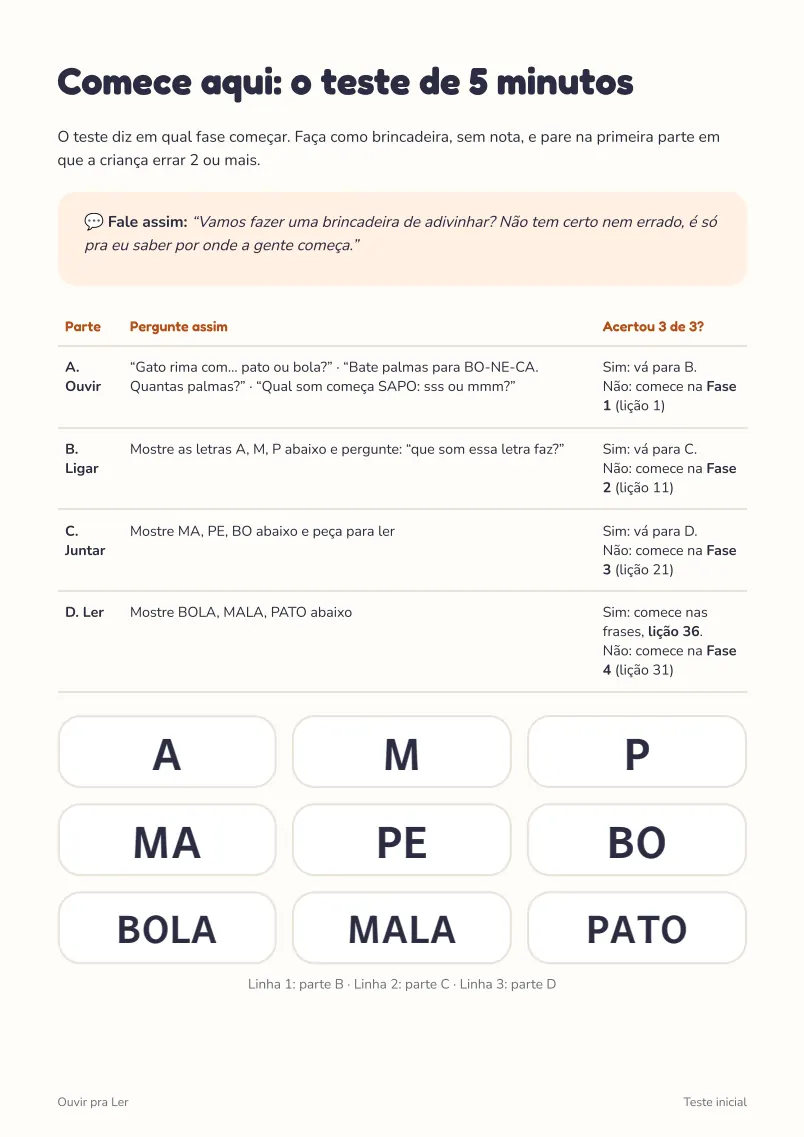 Comece aqui: o teste de 5 minutos
O teste diz em qual fase começar. Faça como brincadeira, sem nota, e pare na primeira parte em
que a criança errar 2 ou mais.
💬 Fale assim: “Vamos fazer uma brincadeira de adivinhar? Não tem certo nem errado, é só
pra eu saber por onde a gente começa.”
Parte Pergunte assim Acertou 3 de 3?
A. “Gato rima com... pato ou bola?” · “Bate palmas para BO-NE-CA. Sim: vá para B.
Ouvir Quantas palmas?” · “Qual som começa SAPO: sss ou mmm?” Não: comece na Fase
1 (lição 1)
B. Mostre as letras A, M, P abaixo e pergunte: “que som essa letra faz?” Sim: vá para C.
Ligar Não: comece na Fase
2 (lição 11)
C. Mostre MA, PE, BO abaixo e peça para ler Sim: vá para D.
Juntar Não: comece na Fase
3 (lição 21)
D. Ler Mostre BOLA, MALA, PATO abaixo Sim: comece nas
frases, lição 36.
Não: comece na Fase
4 (lição 31)
A M P
MA PE BO
BOLA MALA PATO
Linha 1: parte B · Linha 2: parte C · Linha 3: parte D
Ouvir pra Ler Teste inicial